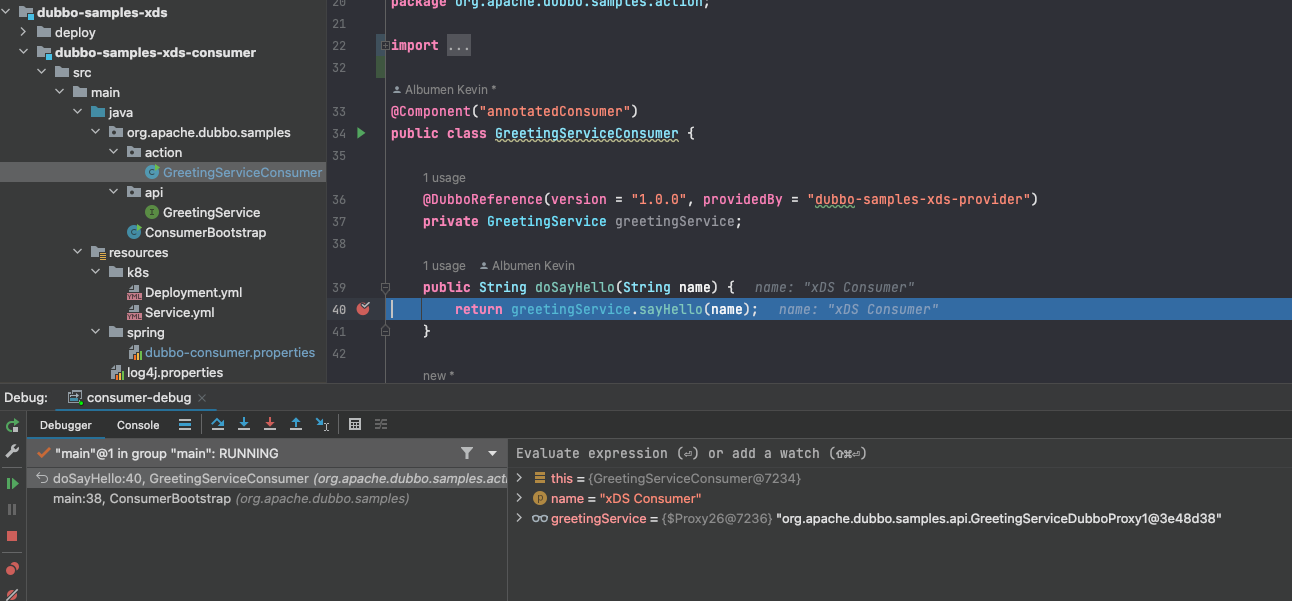 dubbo-samples-xds
deploy
dubbo-samples-xds-consumer
src
main
java
org.apache.dubbo.samples
action
GreetingServiceConsumer
api
GreetingService
ConsumerBootstrap
resources
k8s
Deployment.yml
Service.yml
spring
dubbo-consumer.properties
log4j.properties
20 package org.apache.dubbo.samples.action;
21
22 import ...
32
Albumen Kevin *
33 @Component("annotatedConsumer")
34 public class GreetingServiceConsumer {
35
1 usage
36 @DubboReference(version = "1.0.0", providedBy = "dubbo-samples-xds-provider")
37 private GreetingService greetingService;
38
1 usage Albumen Kevin
39 public String doSayHello(String name) { name: "xDS Consumer"
40 return greetingService.sayHello(name); name: "xDS Consumer"
41 }
42
new *
Debug: consumer-debug
Debugger Console
"main"@1 in group "main": RUNNING
doSayHello:40, GreetingServiceConsumer (org.apache.dubbo.samples.acti
main:38, ConsumerBootstrap (org.apache.dubbo.samples)
Evaluate expression (⏎) or add a watch (⇧⌘⏎)
this = {GreetingServiceConsumer@7234}
name = "xDS Consumer"
greetingService = {$Proxy26@7236} "org.apache.dubbo.samples.api.GreetingServiceDubboProxy1@3e48d38"